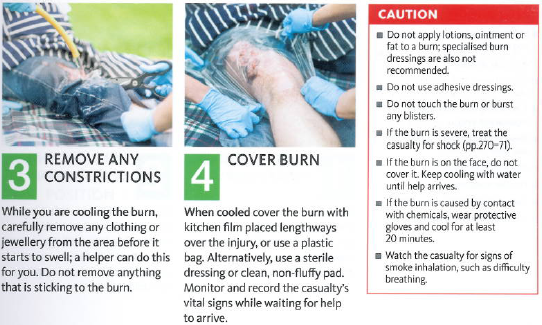 3
REMOVE ANY
CONSTRICTIONS
While you are cooling the burn,
carefully remove any clothing or
jewellery from the area before it
starts to swell; a helper can do this
for you. Do not remove anything
that is sticking to the burn.
4
COVER BURN
When cooled cover the burn with
kitchen film placed lengthways
over the injury, or use a plastic
bag. Alternatively, use a sterile
dressing or clean, non-fluffy pad.
Monitor and record the casualty's
vital signs while waiting for help
to arrive.
CAUTION
■ Do not apply lotions, ointment or
fat to a burn; specialised burn
dressings are also not
recommended.
■ Do not use adhesive dressings.
■ Do not touch the burn or burst
any blisters.
■ If the burn is severe, treat the
casualty for shock (pp.270–71).
■ If the burn is on the face, do not
cover it. Keep cooling with water
until help arrives.
■ If the burn is caused by contact
with chemicals, wear protective
gloves and cool for at least
20 minutes.
■ Watch the casualty for signs of
smoke inhalation, such as difficulty
breathing.